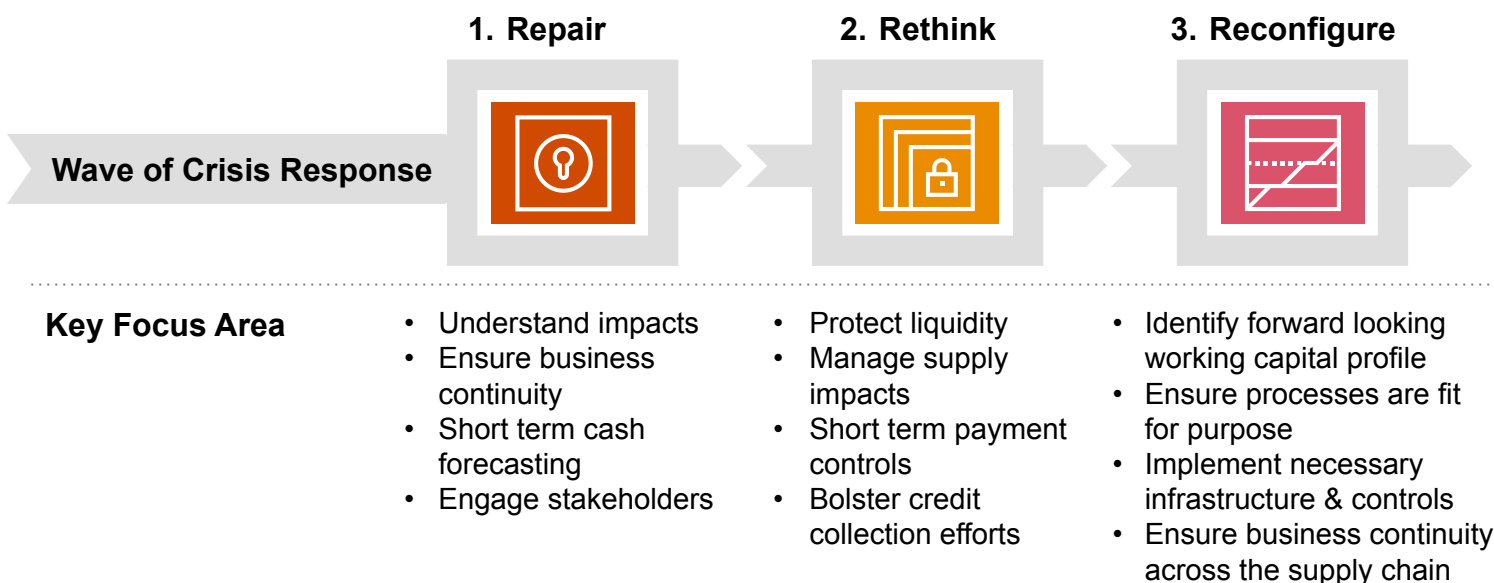 1. Repair
2. Rethink
3. Reconfigure
Wave of Crisis Response
Key Focus Area
• Understand impacts
• Ensure business
continuity
• Short term cash
forecasting
• Engage stakeholders
• Protect liquidity
• Manage supply
impacts
• Short term payment
controls
• Bolster credit
collection efforts
• Identify forward looking
working capital profile
• Ensure processes are fit
for purpose
• Implement necessary
infrastructure & controls
• Ensure business continuity
across the supply chain